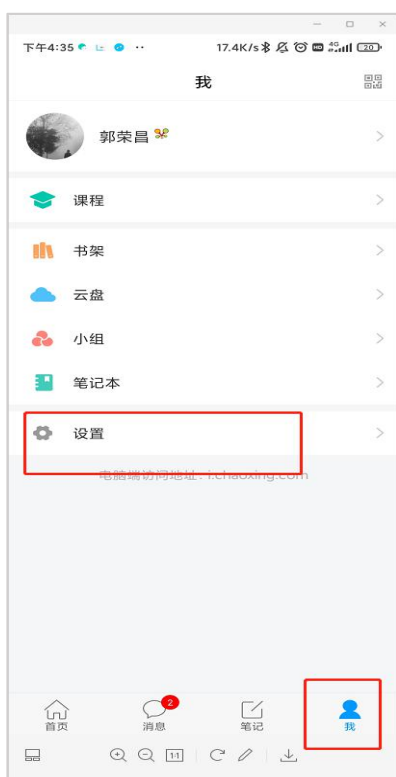 下午4:35 17.4K/s HD 4G 20
我
郭荣昌
课程
书架
云盘
小组
笔记本
设置
电脑端访问地址：i.chaoxing.com
2
首页 消息 笔记 我
1:1